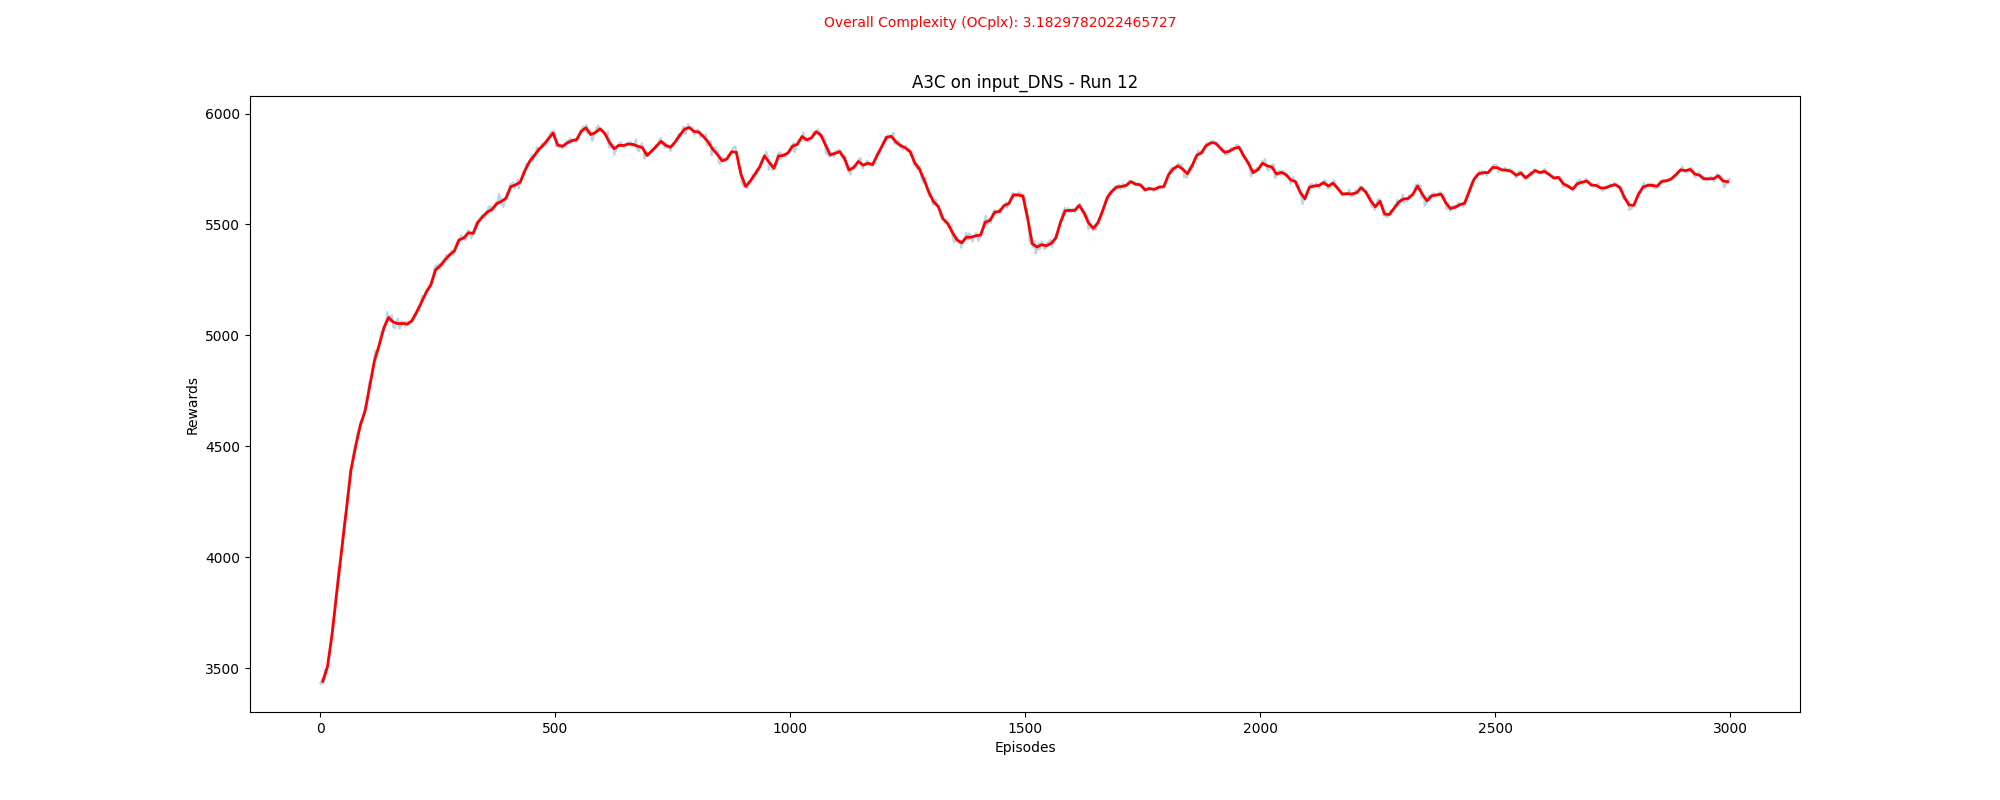 Overall Complexity (OCplx): 3.1829782022465727
A3C on input_DNS - Run 12
6000
5500
5000
4500
4000
3500
Rewards
0 500 1000 1500 2000 2500 3000
Episodes